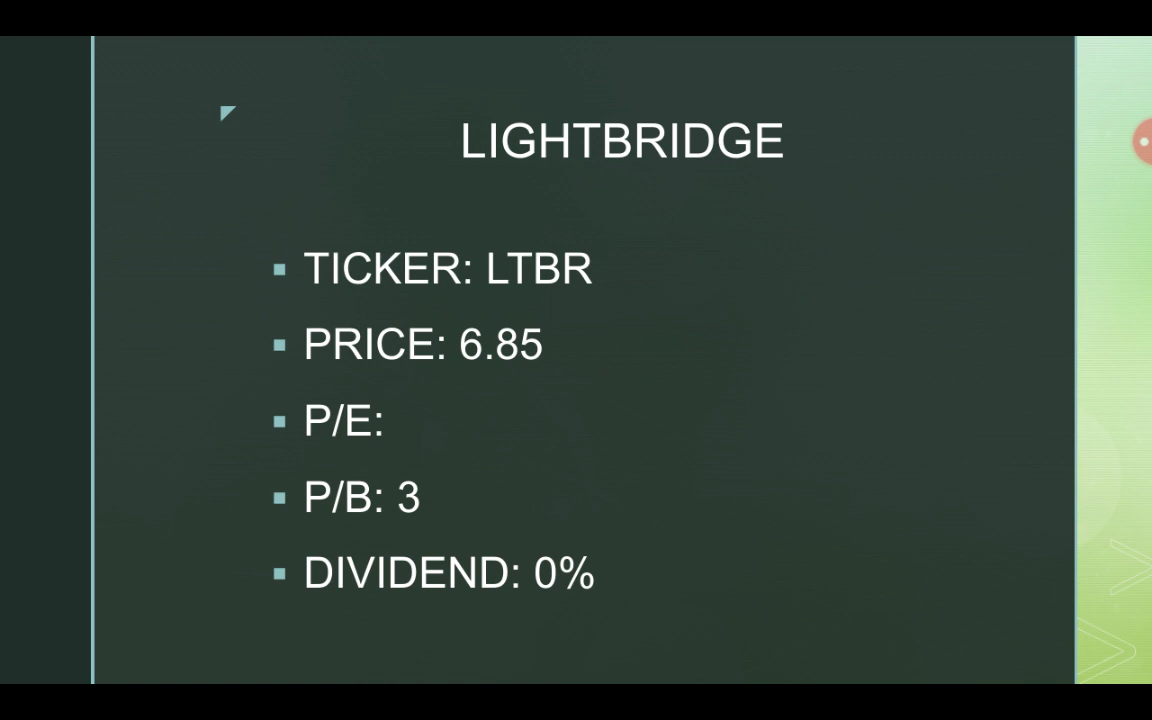 LIGHTBRIDGE
TICKER: LTBR
PRICE: 6.85
P/E:
P/B: 3
DIVIDEND: 0%